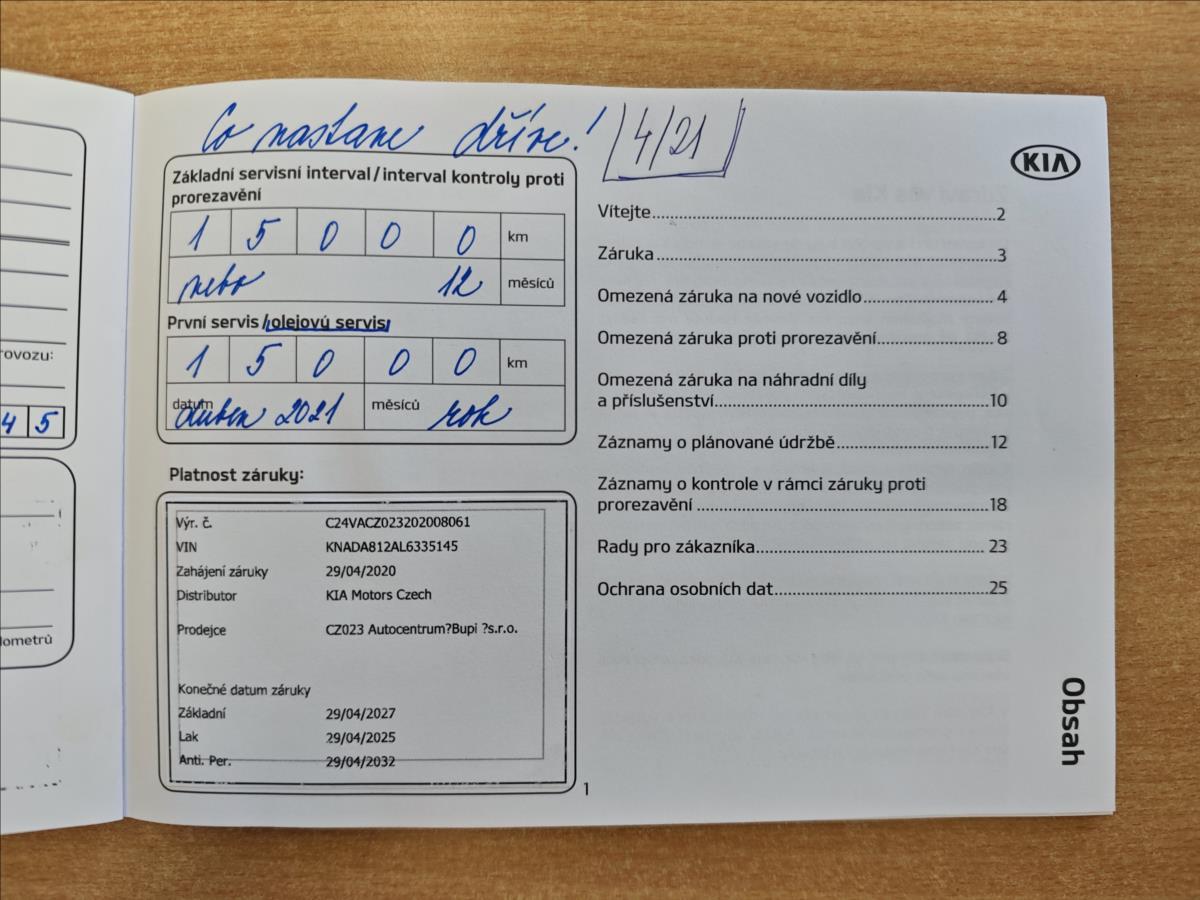 rovozu:
4 5
lometrů
Co nastane dříve! 4/21
Základní servisní interval/interval kontroly proti
prorezavění
1 5 0 0 0 km
nebo 12 měsíců
První servis/olejový servis
1 5 0 0 0 km
datum duben 2021 měsíců rok
Platnost záruky:
Výr. č. C24VACZ023202008061
VIN KNADA812AL6335145
Zahájení záruky 29/04/2020
Distributor KIA Motors Czech
Prodejce CZ023 Autocentrum?Bupi ?s.r.o.
Konečné datum záruky
Základní 29/04/2027
Lak 29/04/2025
Anti. Per. 29/04/2032
1
KIA
Vítejte 2
Záruka 3
Omezená záruka na nové vozidlo 4
Omezená záruka proti prorezavění 8
Omezená záruka na náhradní díly
a příslušenství 10
Záznamy o plánované údržbě 12
Záznamy o kontrole v rámci záruky proti
prorezavění 18
Rady pro zákazníka 23
Ochrana osobních dat 25
Obsah